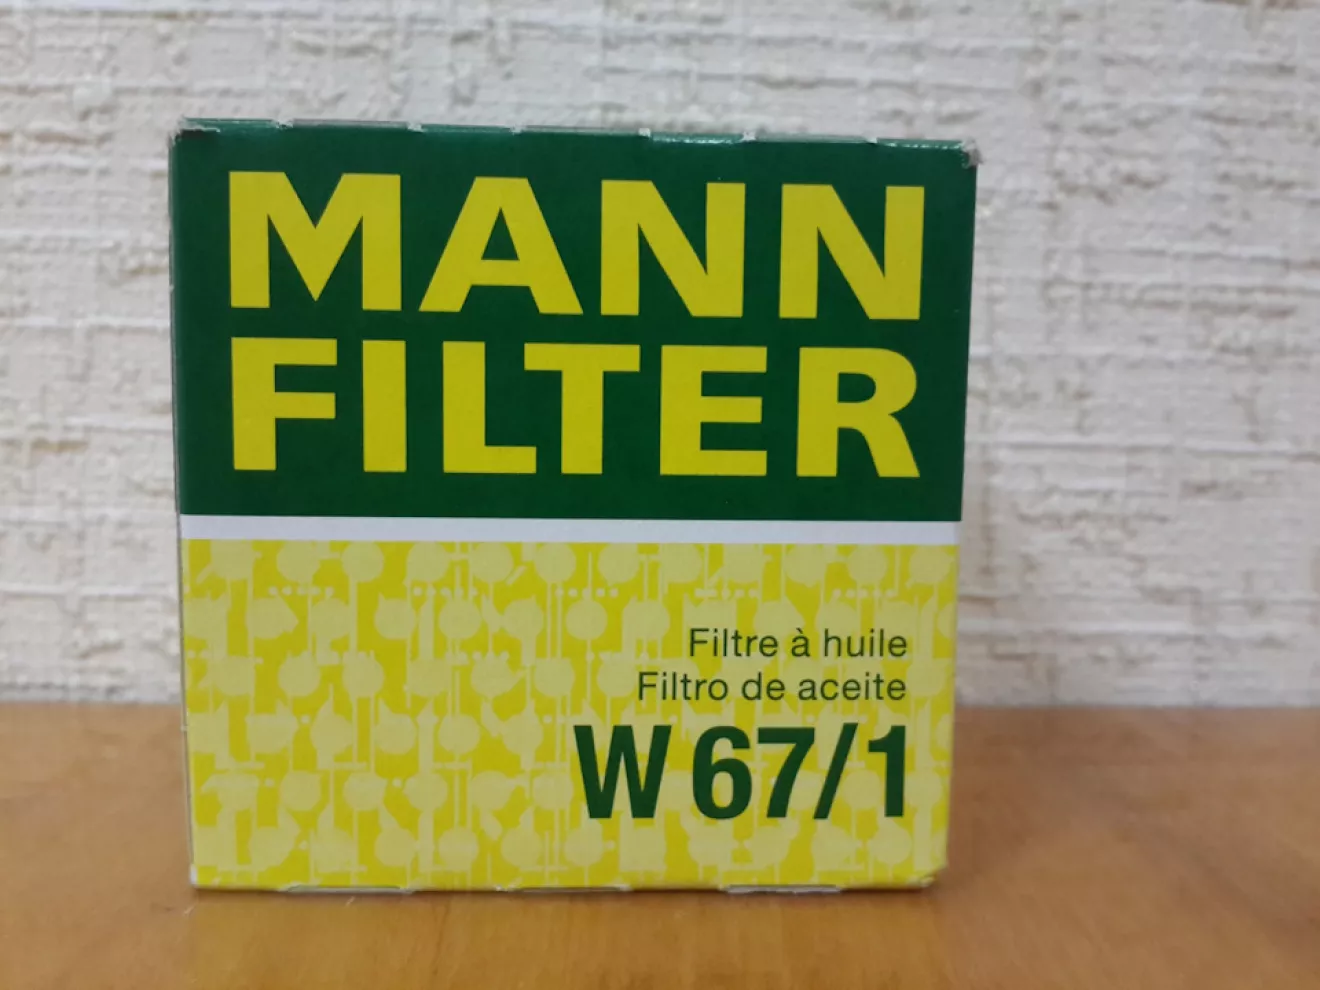 MANN
FILTER
Filtre à huile
Filtro de aceite
W 67/1